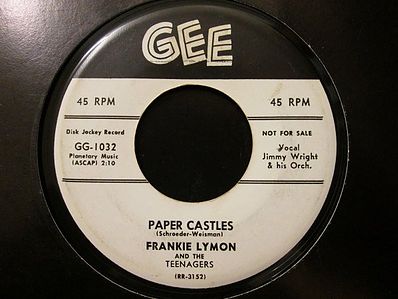 GEE
45 RPM
45 RPM
Disk Jockey Record
GG-1032
Planetary Music
(ASCAP) 2:10
NOT FOR SALE
Vocal
Jimmy Wright
& his Orch.
PAPER CASTLES
(Schroeder-Weisman)
FRANKIE LYMON
AND THE
TEENAGERS
(RR-3152)